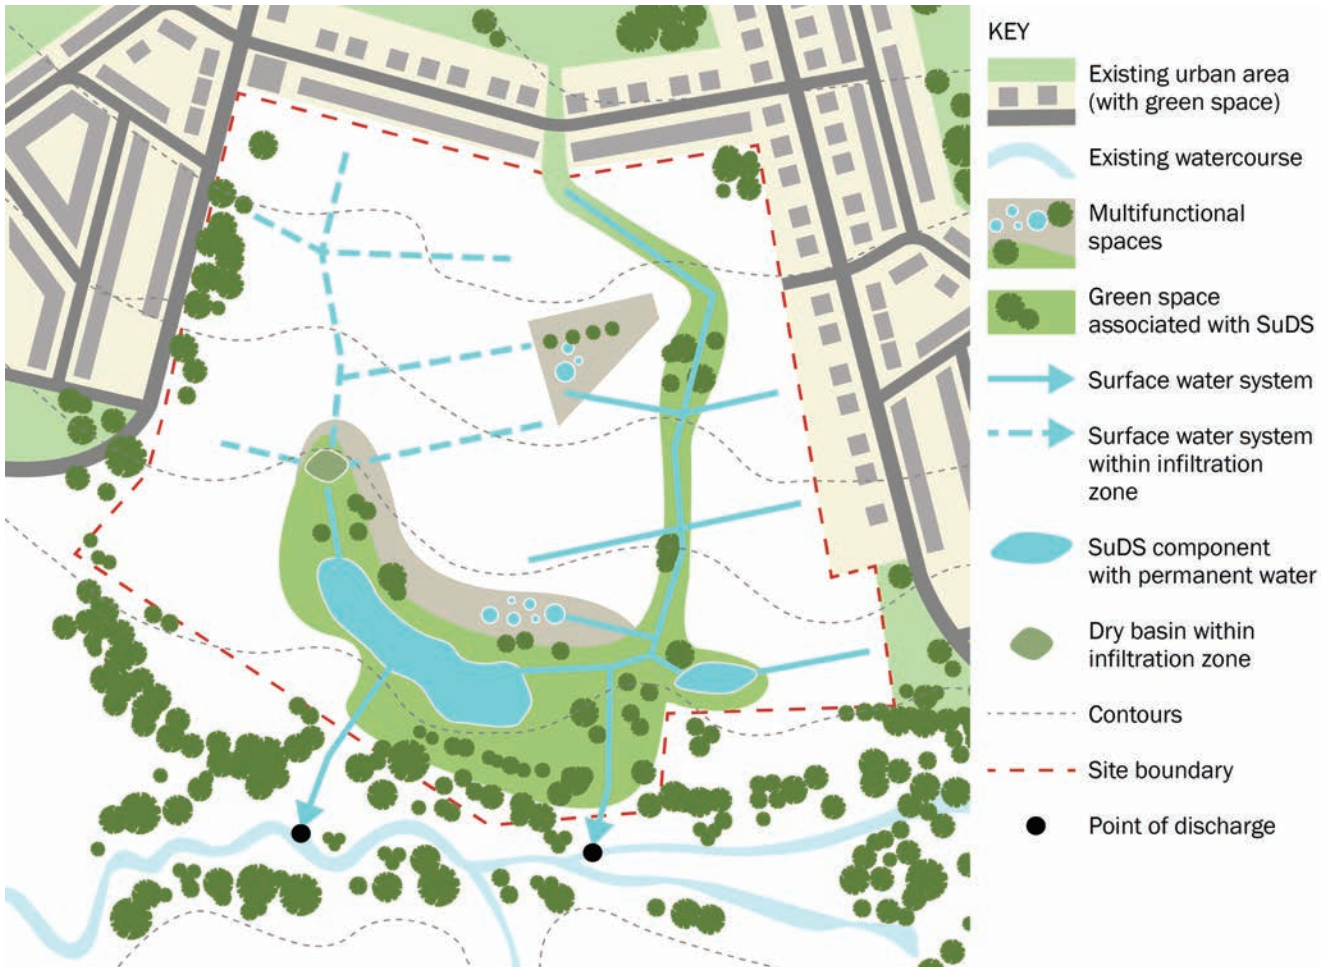 KEY
Existing urban area
(with green space)
Existing watercourse
Multifunctional
spaces
Green space
associated with SuDS
Surface water system
Surface water system
within infiltration
zone
SuDS component
with permanent water
Dry basin within
infiltration zone
Contours
Site boundary
Point of discharge